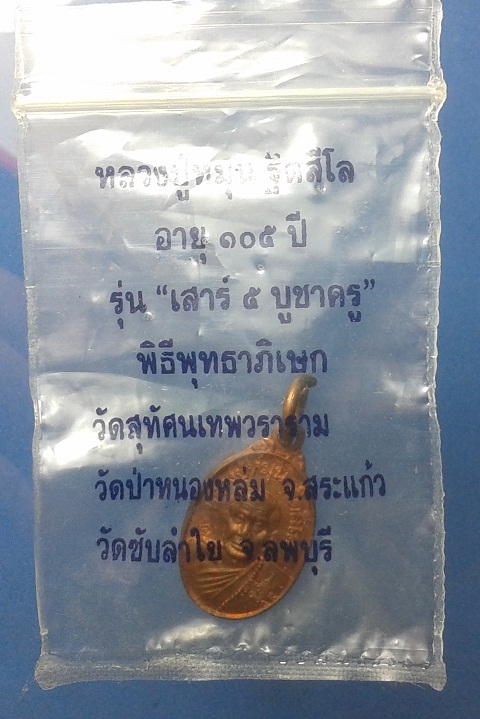 หลวงปู่หมุน ฐิตสีโล
อายุ ๑๐๕ ปี
รุ่น “เสาร์ ๕ บูชาครู”
พิธีพุทธาภิเษก
วัดสุทัศนเทพวราราม
วัดป่าหนองหล่ม จ.สระแก้ว
วัดซับลำใย จ.ลพบุรี